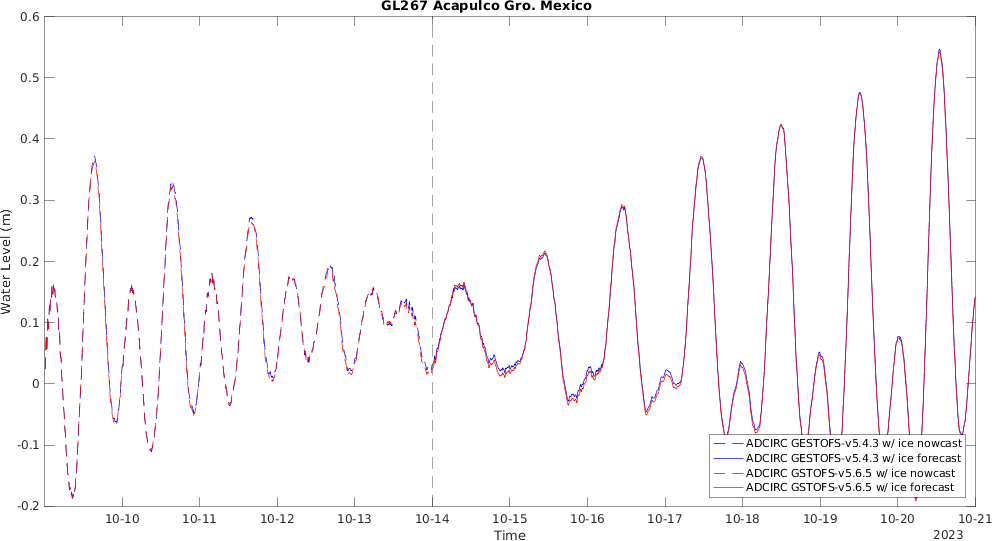 GL267 Acapulco Gro. Mexico
0.6
0.5
0.4
0.3
0.2
0.1
0
-0.1
-0.2
Water Level (m)
ADCIRC GESTOFS-v5.4.3 w/ ice nowcast
ADCIRC GESTOFS-v5.4.3 w/ ice forecast
ADCIRC GSTOFS-v5.6.5 w/ ice nowcast
ADCIRC GSTOFS-v5.6.5 w/ ice forecast
10-10 10-11 10-12 10-13 10-14 10-15 10-16 10-17 10-18 10-19 10-20 10-21
Time
2023